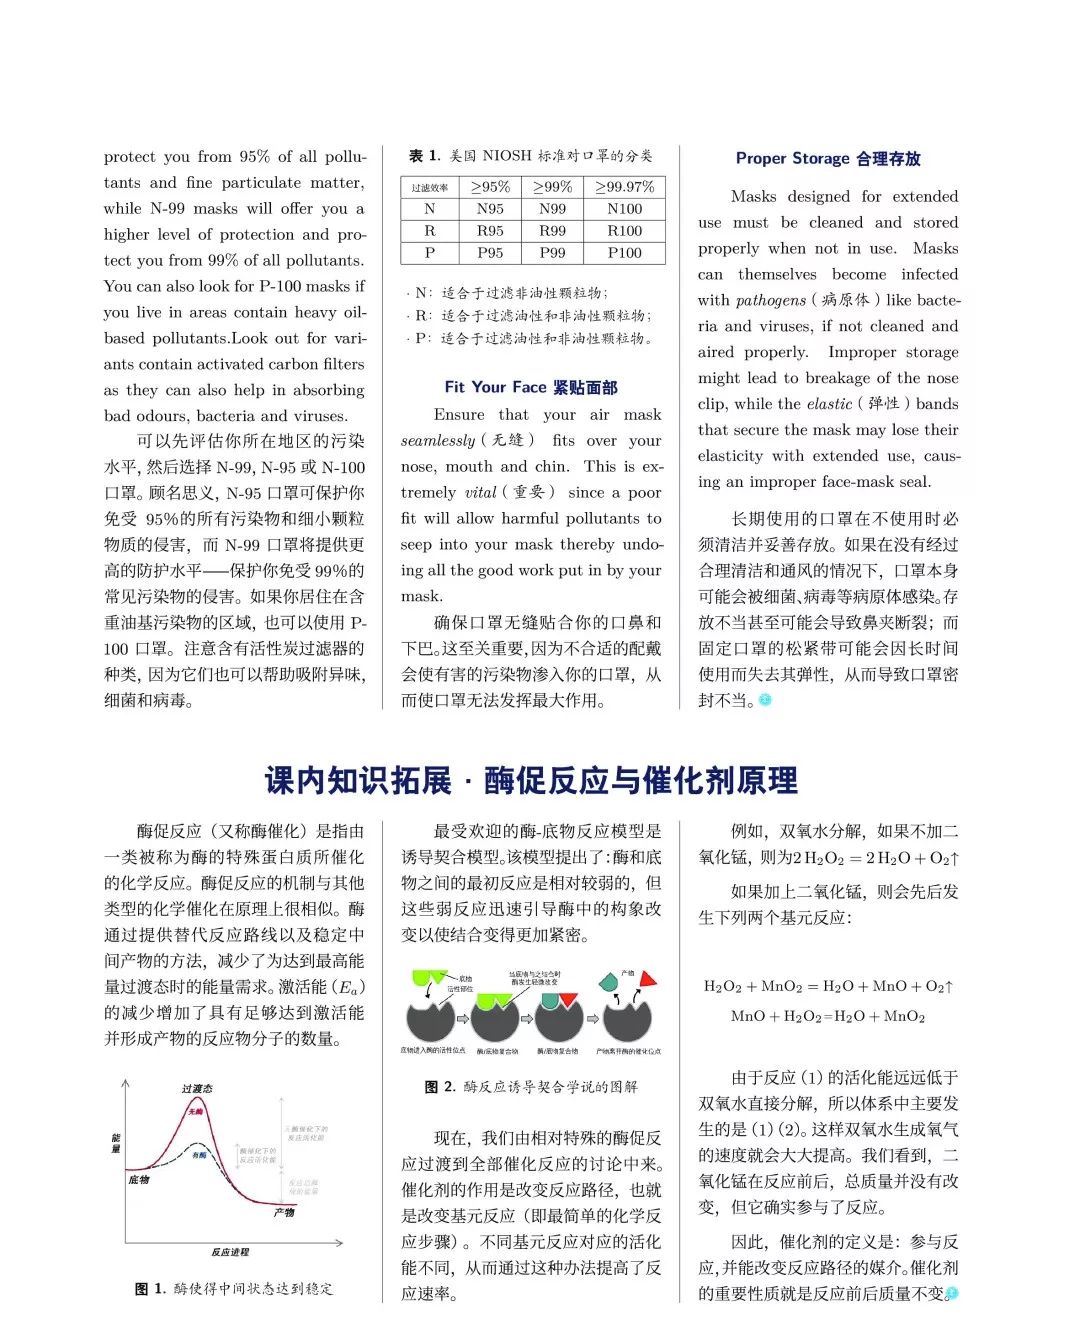 protect you from 95% of all pollu-
tants and fine particulate matter,
while N-99 masks will offer you a
higher level of protection and pro-
tect you from 99% of all pollutants.
You can also look for P-100 masks if
you live in areas contain heavy oil-
based pollutants.Look out for vari-
ants contain activated carbon filters
as they can also help in absorbing
bad odours, bacteria and viruses.
可以先评估你所在地区的污染
水平, 然后选择 N-99, N-95 或 N-100
口罩。顾名思义，N-95 口罩可保护你
免受 95%的所有污染物和细小颗粒
物质的侵害，而 N-99 口罩将提供更
高的防护水平——保护你免受 99%的
常见污染物的侵害。如果你居住在含
重油基污染物的区域，也可以使用 P-
100 口罩。注意含有活性炭过滤器的
种类, 因为它们也可以帮助吸附异味,
细菌和病毒。
表 1. 美国 NIOSH 标准对口罩的分类
过滤效率 ≥95% ≥99% ≥99.97%
N N95 N99 N100
R R95 R99 R100
P P95 P99 P100
· N：适合于过滤非油性颗粒物；
· R：适合于过滤油性和非油性颗粒物；
· P：适合于过滤油性和非油性颗粒物。
Fit Your Face 紧贴面部
Ensure that your air mask
seamlessly（无缝） fits over your
nose, mouth and chin. This is ex-
tremely vital（重要） since a poor
fit will allow harmful pollutants to
seep into your mask thereby undo-
ing all the good work put in by your
mask.
确保口罩无缝贴合你的口鼻和
下巴。这至关重要, 因为不合适的配戴
会使有害的污染物渗入你的口罩，从
而使口罩无法发挥最大作用。
Proper Storage 合理存放
Masks designed for extended
use must be cleaned and stored
properly when not in use. Masks
can themselves become infected
with pathogens（病原体）like bacte-
ria and viruses, if not cleaned and
aired properly. Improper storage
might lead to breakage of the nose
clip, while the elastic（弹性）bands
that secure the mask may lose their
elasticity with extended use, caus-
ing an improper face-mask seal.
长期使用的口罩在不使用时必
须清洁并妥善存放。如果在没有经过
合理清洁和通风的情况下，口罩本身
可能会被细菌、病毒等病原体感染。存
放不当甚至可能会导致鼻夹断裂；而
固定口罩的松紧带可能会因长时间
使用而失去其弹性，从而导致口罩密
封不当。
课内知识拓展 · 酶促反应与催化剂原理
酶促反应（又称酶催化）是指由
一类被称为酶的特殊蛋白质所催化
的化学反应。酶促反应的机制与其他
类型的化学催化在原理上很相似。酶
通过提供替代反应路线以及稳定中
间产物的方法，减少了为达到最高能
量过渡态时的能量需求。激活能（Ea）
的减少增加了具有足够达到激活能
并形成产物的反应物分子的数量。
过渡态
无酶
有酶
能量
底物
产物
无酶催化下的
反应活化能
酶催化下的
反应活化能
反应进程
图 1. 酶使得中间状态达到稳定
最受欢迎的酶-底物反应模型是
诱导契合模型。该模型提出了：酶和底
物之间的最初反应是相对较弱的，但
这些弱反应迅速引导酶中的构象改
变以使结合变得更加紧密。
底物
活性部位
当底物与之结合时
酶发生轻微改变
产物
底物进入酶的活性位点
酶/底物复合物
酶/底物复合物
产物离开酶的催化位点
图 2. 酶反应诱导契合学说的图解
现在，我们由相对特殊的酶促反
应过渡到全部催化反应的讨论中来。
催化剂的作用是改变反应路径，也就
是改变基元反应（即最简单的化学反
应步骤）。不同基元反应对应的活化
能不同，从而通过这种办法提高了反
应速率。
例如，双氧水分解，如果不加二
氧化锰，则为2 H2O2 = 2 H2O + O2↑
如果加上二氧化锰，则会先后发
生下列两个基元反应：
H2O2 + MnO2 = H2O + MnO + O2↑
MnO + H2O2=H2O + MnO2
由于反应（1）的活化能远远低于
双氧水直接分解，所以体系中主要发
生的是（1）（2）。这样双氧水生成氧气
的速度就会大大提高。我们看到，二
氧化锰在反应前后，总质量并没有改
变，但它确实参与了反应。
因此，催化剂的定义是：参与反
应, 并能改变反应路径的媒介。催化剂
的重要性质就是反应前后质量不变。